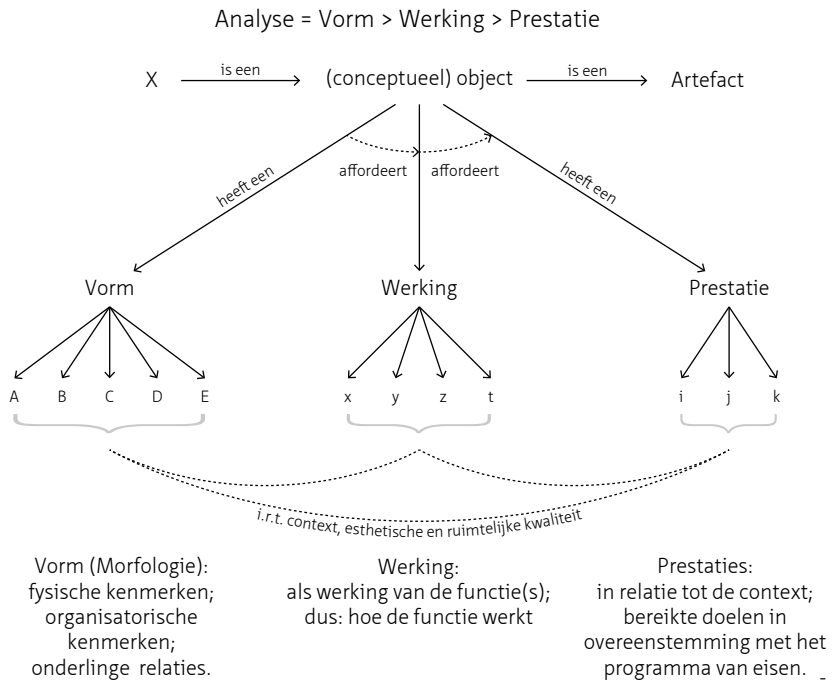 Analyse = Vorm > Werking > Prestatie
X is een (conceptueel) object is een Artefact
affordeert affordeert
heeft een heeft een
Vorm Werking Prestatie
A B C D E x y z t i j k
i.r.t. context, esthetische en ruimtelijke kwaliteit
Vorm (Morfologie):
fysische kenmerken;
organisatorische
kenmerken;
onderlinge relaties.
Werking:
als werking van de functie(s);
dus: hoe de functie werkt
Prestaties:
in relatie tot de context;
bereikte doelen in
overeenstemming met het
programma van eisen.